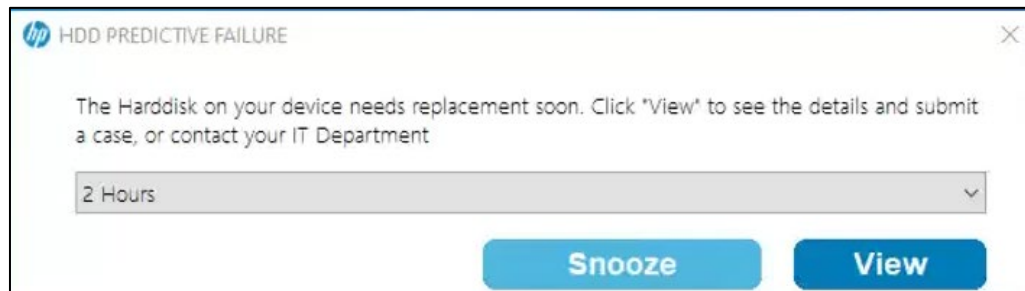 hp HDD PREDICTIVE FAILURE
The Harddisk on your device needs replacement soon. Click "View" to see the details and submit
a case, or contact your IT Department
2 Hours
Snooze View